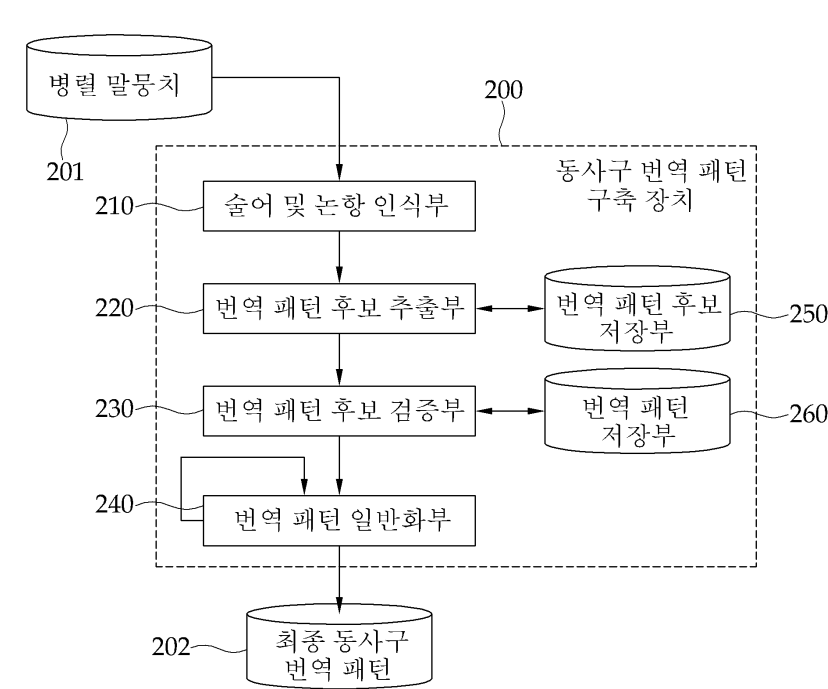 병렬 말뭉치
201
200
동사구 번역 패턴
구축 장치
210
술어 및 논항 인식부
220
번역 패턴 후보 추출부
번역 패턴 후보
저장부
250
230
번역 패턴 후보 검증부
번역 패턴
저장부
260
240
번역 패턴 일반화부
202
최종 동사구
번역 패턴